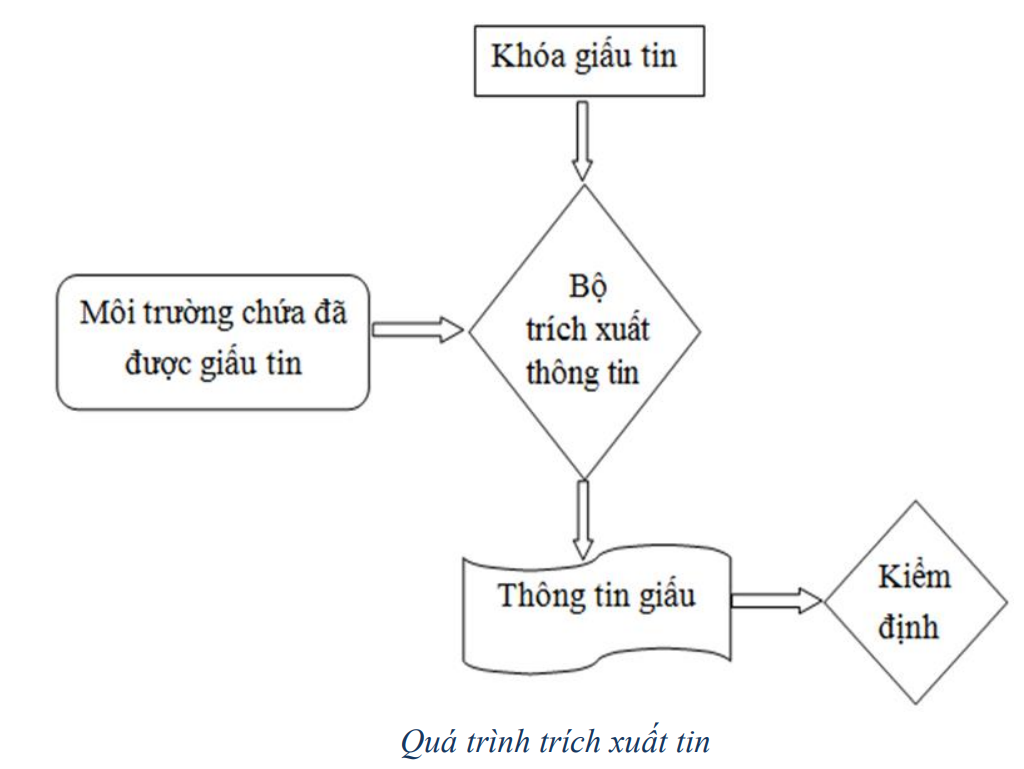 Khóa giấu tin
Môi trường chứa đã
được giấu tin
Bộ
trích xuất
thông tin
Thông tin giấu
Kiểm
định
Quá trình trích xuất tin